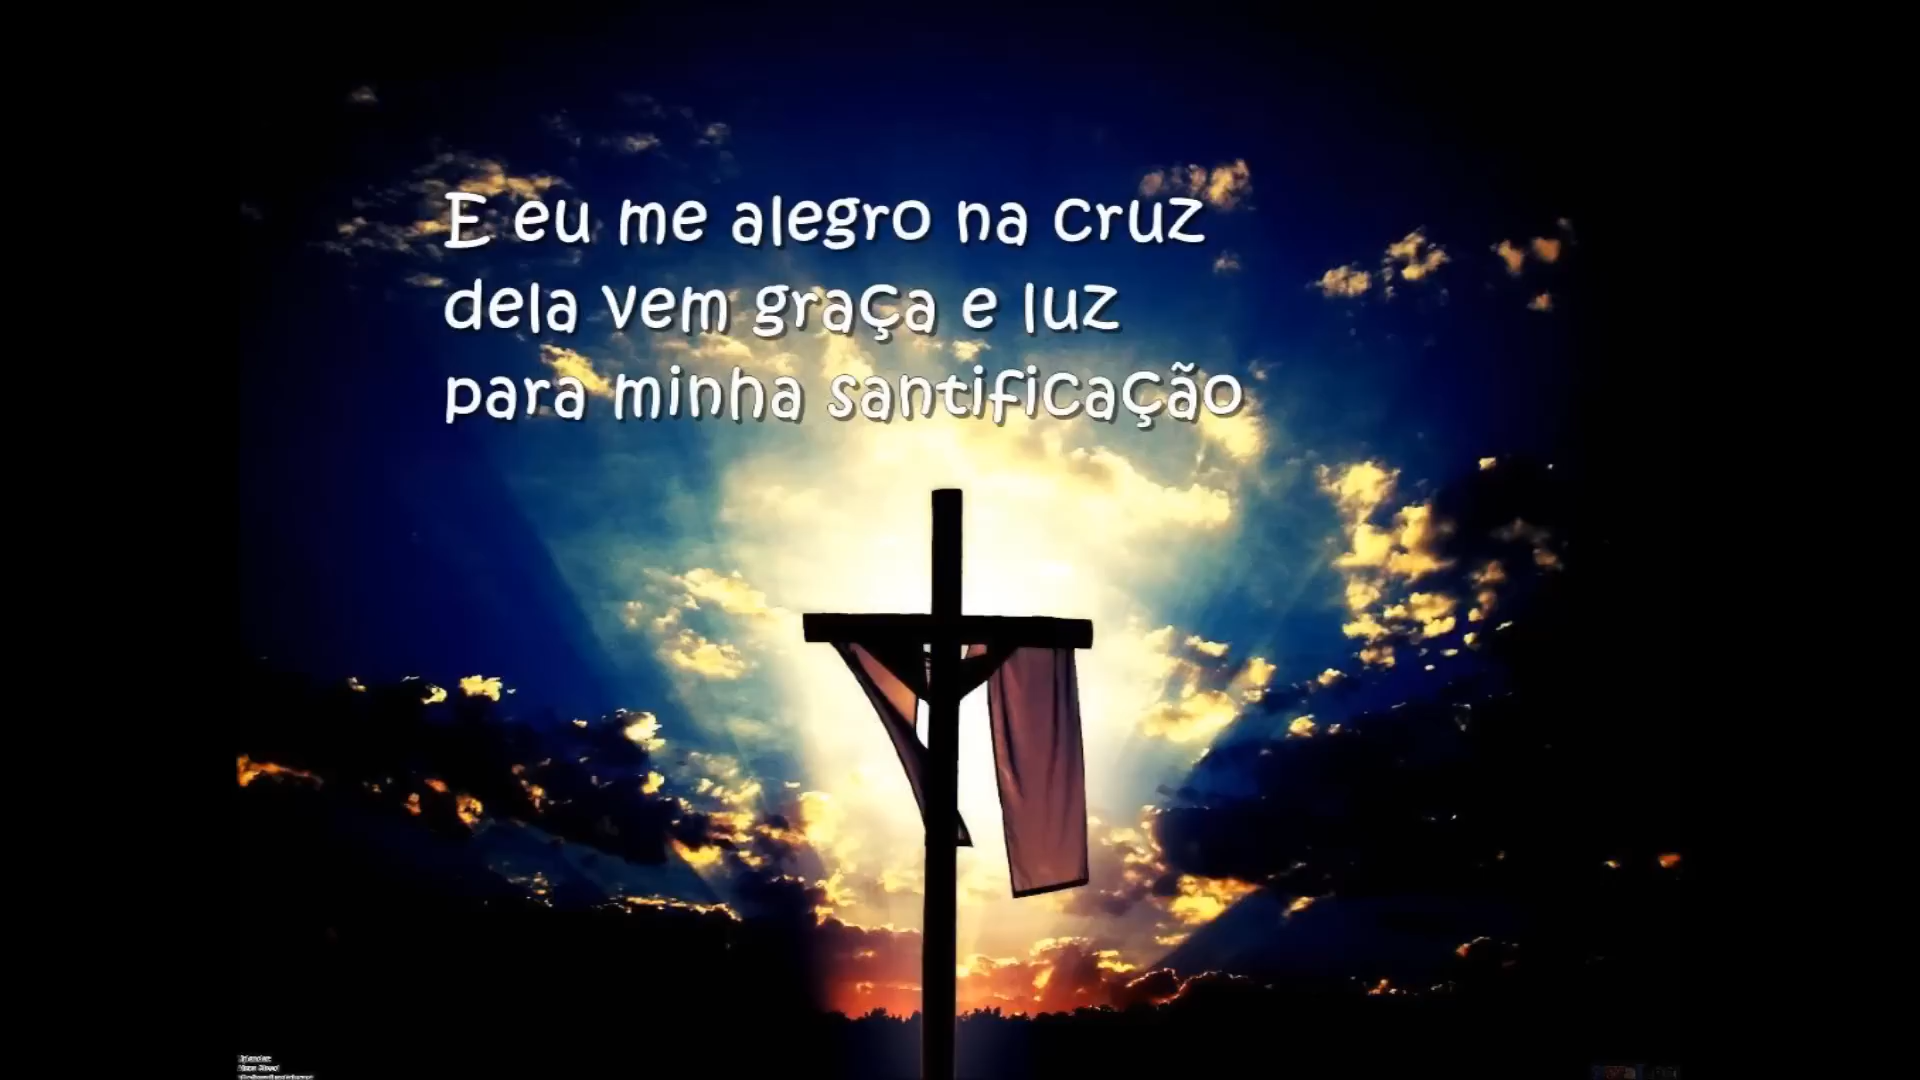 E eu me alegro na cruz
dela vem graça e luz
para minha santificação